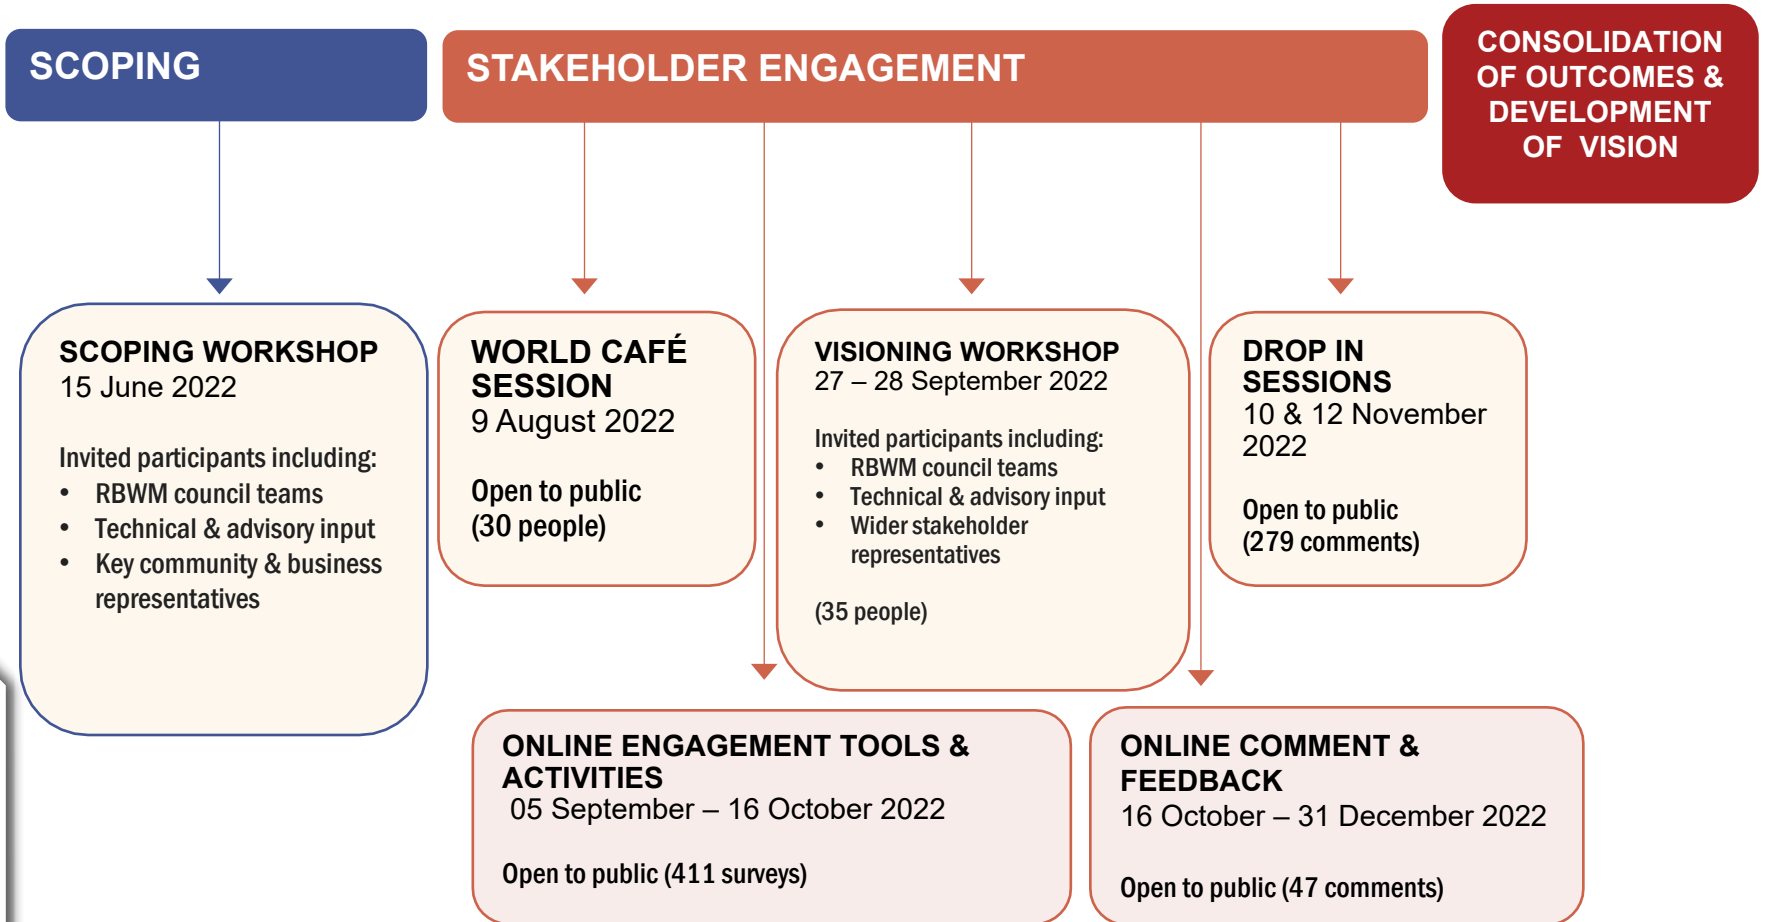 SCOPING
STAKEHOLDER ENGAGEMENT
CONSOLIDATION
OF OUTCOMES &
DEVELOPMENT
OF VISION
SCOPING WORKSHOP
15 June 2022
Invited participants including:
• RBWM council teams
• Technical & advisory input
• Key community & business
representatives
WORLD CAFÉ
SESSION
9 August 2022
Open to public
(30 people)
VISIONING WORKSHOP
27 – 28 September 2022
Invited participants including:
• RBWM council teams
• Technical & advisory input
• Wider stakeholder
representatives
(35 people)
DROP IN
SESSIONS
10 & 12 November
2022
Open to public
(279 comments)
ONLINE ENGAGEMENT TOOLS &
ACTIVITIES
05 September – 16 October 2022
Open to public (411 surveys)
ONLINE COMMENT &
FEEDBACK
16 October – 31 December 2022
Open to public (47 comments)